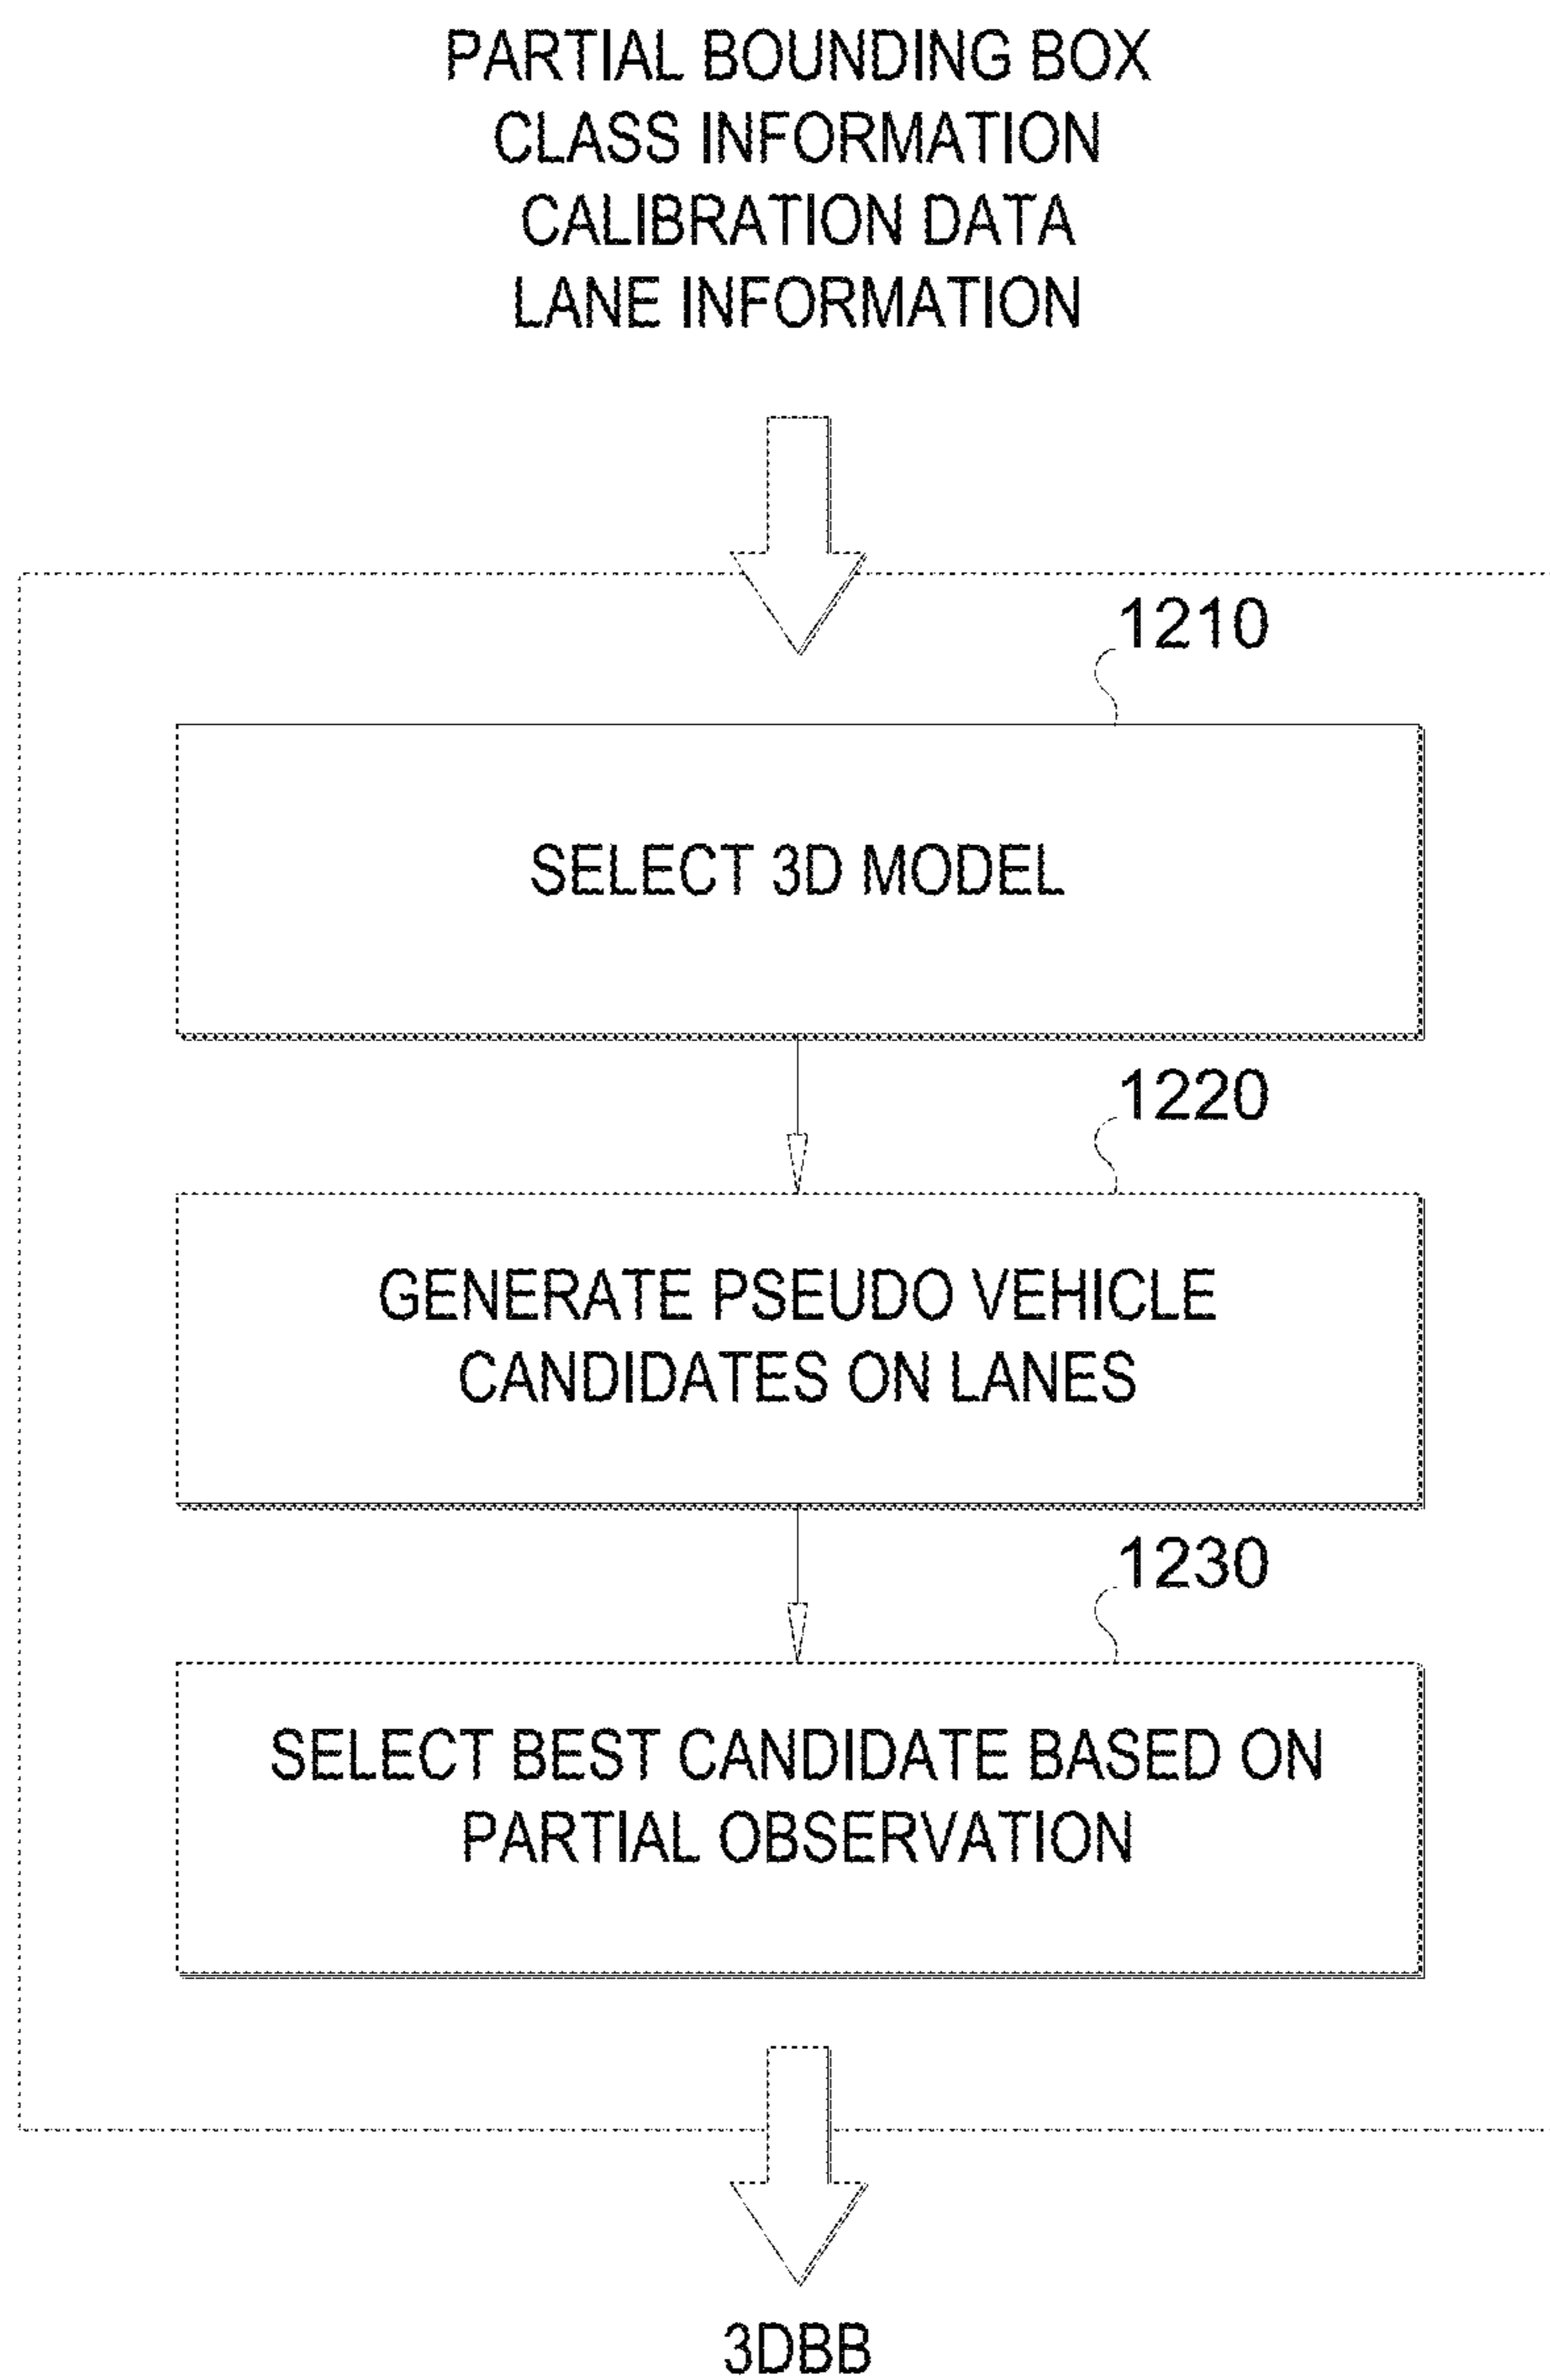 PARTIAL BOUNDING BOX
CLASS INFORMATION
CALIBRATION DATA
LANE INFORMATION
1210
SELECT 3D MODEL
1220
GENERATE PSEUDO VEHICLE
CANDIDATES ON LANES
1230
SELECT BEST CANDIDATE BASED ON
PARTIAL OBSERVATION
3DBB